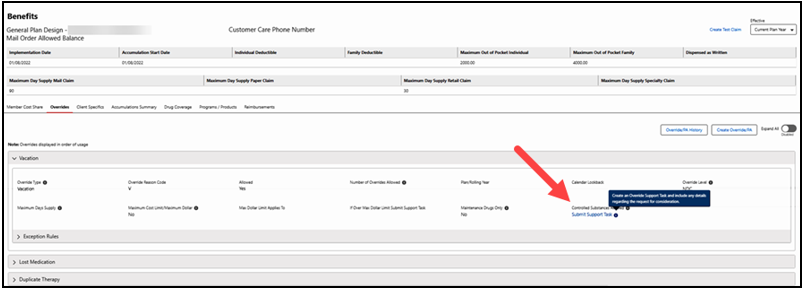 Benefits
General Plan Design -
Customer Care Phone Number
Mail Order Allowed Balance
Create Test Claim
Effective
Current Plan Year
Implementation Date Accumulation Start Date Individual Deductible Family Deductible Maximum Out of Pocket Individual Maximum Out of Pocket Family Dispensed as Written
01/08/2022 01/08/2022 2000.00 4000.00
Maximum Day Supply Mail Claim Maximum Day Supply Paper Claim Maximum Day Supply Retail Claim Maximum Day Supply Specialty Claim
90 30
Member Cost Share Overrides Client Specifics Accumulations Summary Drug Coverage Programs / Products Reimbursements
Override/PA History Create Override/PA Expand All
Disabled
Note: Overrides displayed in order of usage
Vacation
Override Type Override Reason Code Allowed Number of Overrides Allowed Plan/Rolling Year Calendar Lookback Override Level
Vacation V Yes
Create an Override Support Task and include any details regarding the request for consideration.
Maximum Days Supply Maximum Cost Limit/Maximum Dollar Max Dollar Limit Applies To If Over Max Dollar Limit Submit Support Task Maintenance Drugs Only Controlled Substances
No No Submit Support Task
Exception Rules
Lost Medication
Duplicate Therapy